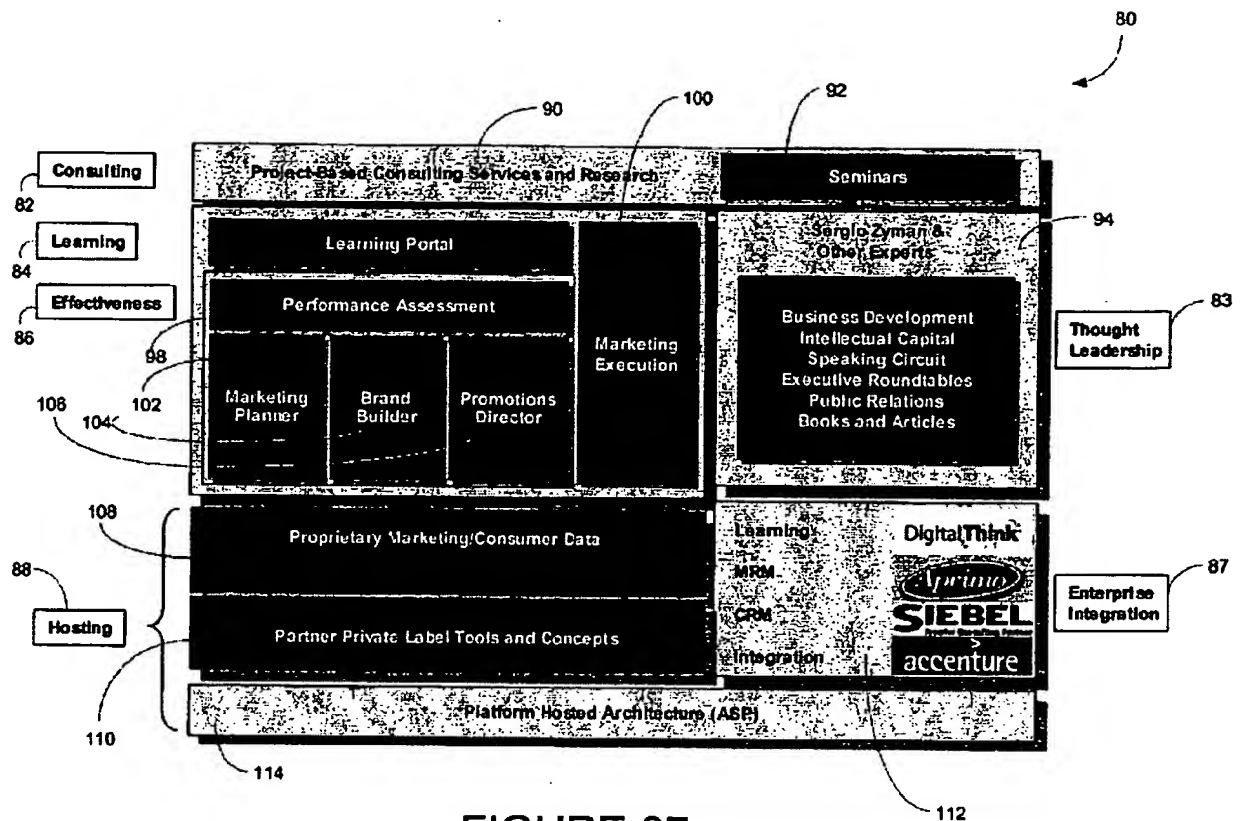 80
90
100
92
Consulting
82
Project-Based Consulting Services and Research
Seminars
Learning
84
Learning Portal
Sergio Zyman &
Other Experts
94
Effectiveness
86
Performance Assessment
98
102
104
106
Marketing
Planner
Brand
Builder
Promotions
Director
Marketing
Execution
Business Development
Intellectual Capital
Speaking Circuit
Executive Roundtables
Public Relations
Books and Articles
Thought
Leadership
83
108
88
Hosting
Proprietary Marketing/Consumer Data
Partner Private Label Tools and Concepts
110
Learning
MRM
CRM
Integration
DigitalThink
Aprimo
SIEBEL
accenture
Enterprise
Integration
87
Platform Hosted Architecture (ASP)
114
112